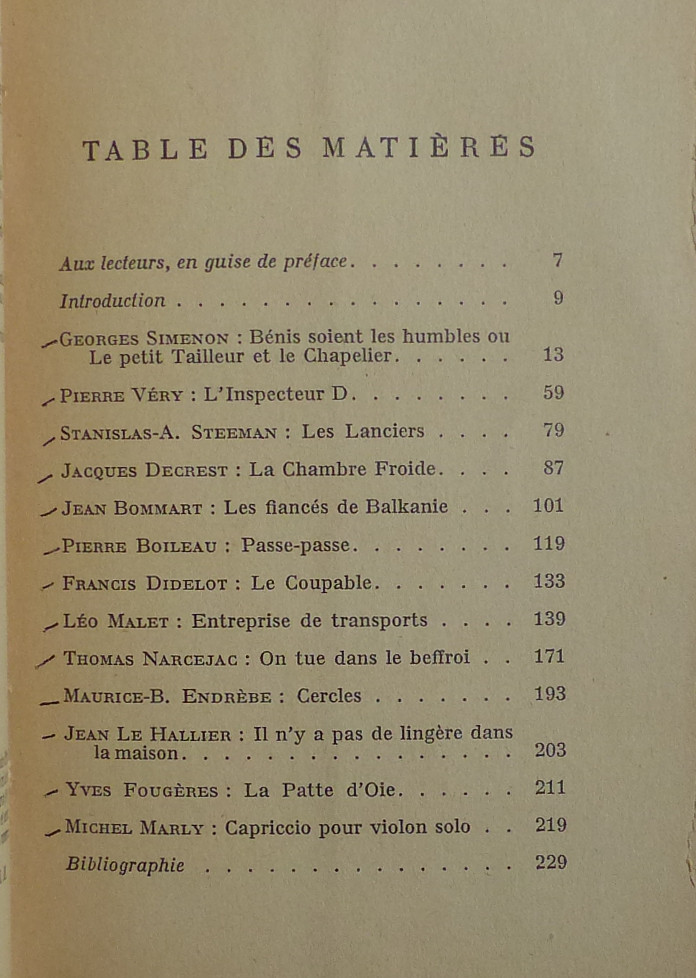 TABLE DES MATIÈRES
Aux lecteurs, en guise de préface. . . . . . . . 7
Introduction . . . . . . . . . . . . . . . . 9
GEORGES SIMENON : Bénis soient les humbles ou
Le petit Tailleur et le Chapelier. . . . . . 13
PIERRE VÉRY : L'Inspecteur D. . . . . . . . 59
STANISLAS-A. STEEMAN : Les Lanciers . . . . 79
JACQUES DECREST : La Chambre Froide. . . . 87
JEAN BOMMART : Les fiancés de Balkanie . . . 101
PIERRE BOILEAU : Passe-passe. . . . . . . . 119
FRANCIS DIDELOT : Le Coupable. . . . . . . 133
LÉO MALET : Entreprise de transports . . . . 139
THOMAS NARCEJAC : On tue dans le beffroi . . 171
MAURICE-B. ENDRÈBE : Cercles . . . . . . . 193
JEAN LE HALLIER : Il n'y a pas de lingère dans
la maison. . . . . . . . . . . . . . . . 203
YVES FOUGÈRES : La Patte d'Oie. . . . . . 211
MICHEL MARLY : Capriccio pour violon solo . . 219
Bibliographie . . . . . . . . . . . . . . . 229